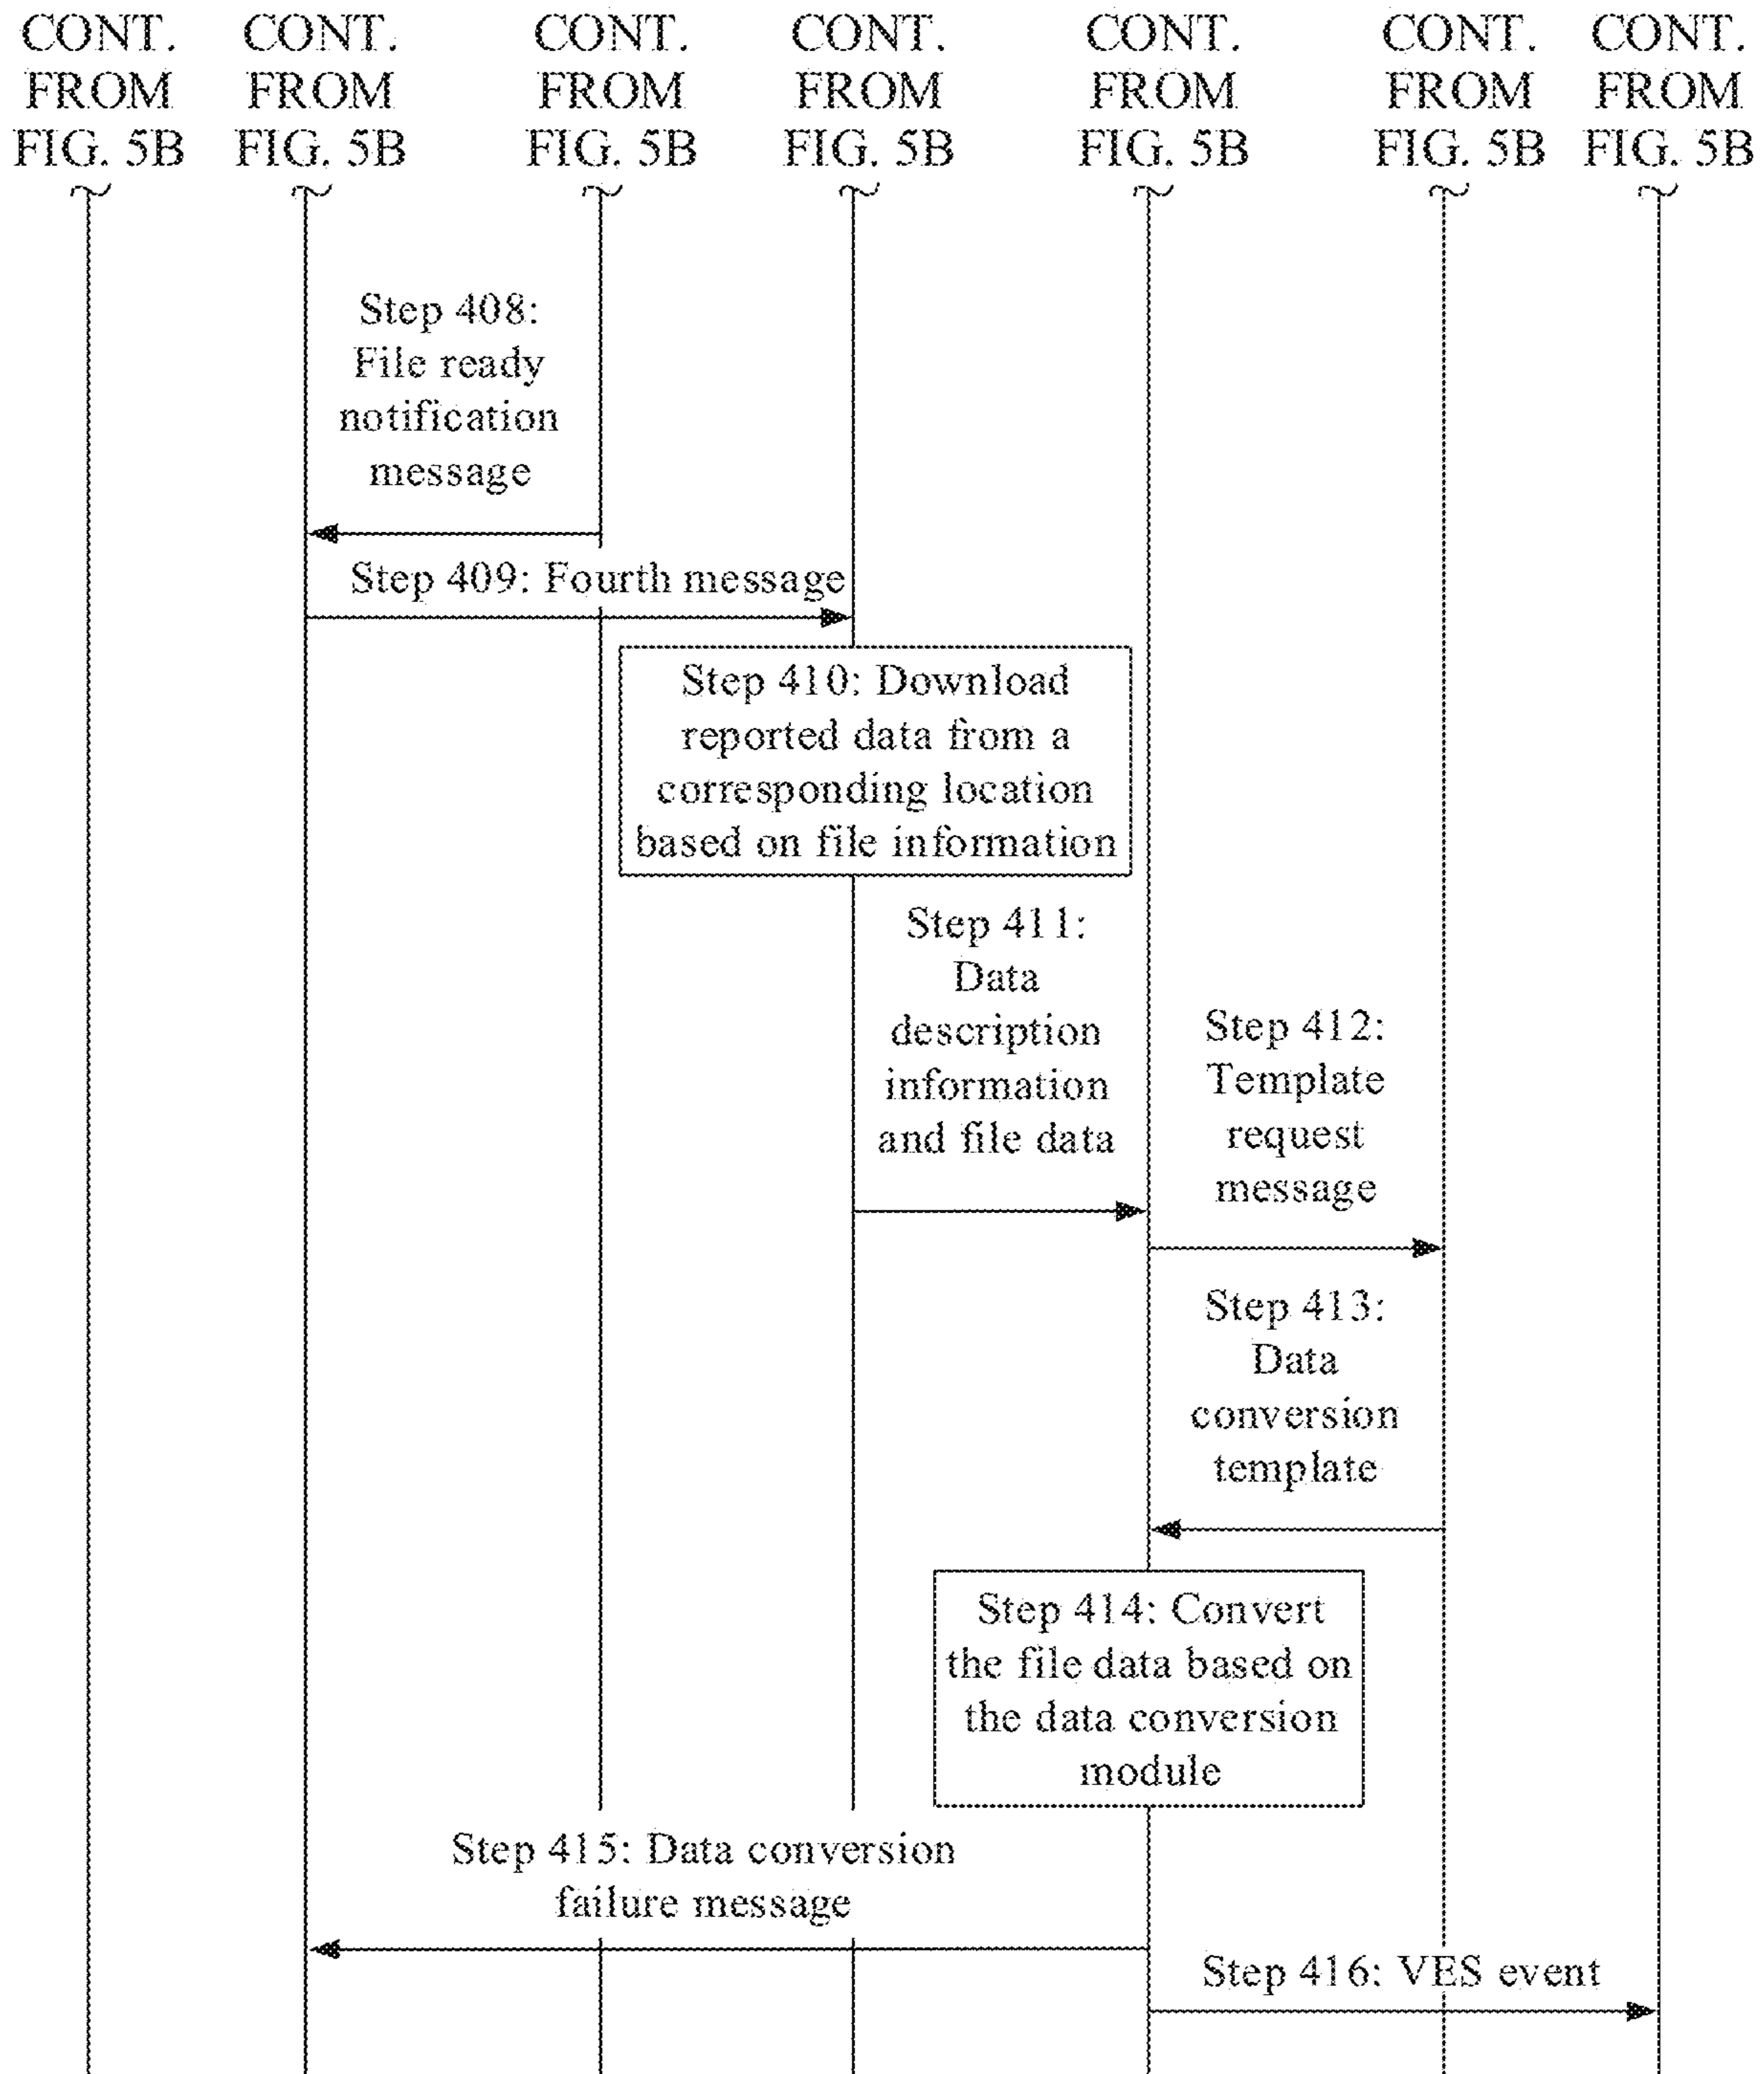 CONT. CONT. CONT. CONT. CONT. CONT. CONT.
FROM FROM FROM FROM FROM FROM FROM
FIG. 5B FIG. 5B FIG. 5B FIG. 5B FIG. 5B FIG. 5B FIG. 5B
Step 408:
File ready
notification
message
Step 409: Fourth message
Step 410: Download
reported data from a
corresponding location
based on file information
Step 411:
Data
description
information
and file data
Step 412:
Template
request
message
Step 413:
Data
conversion
template
Step 414: Convert
the file data based on
the data conversion
module
Step 415: Data conversion
failure message
Step 416: VES event